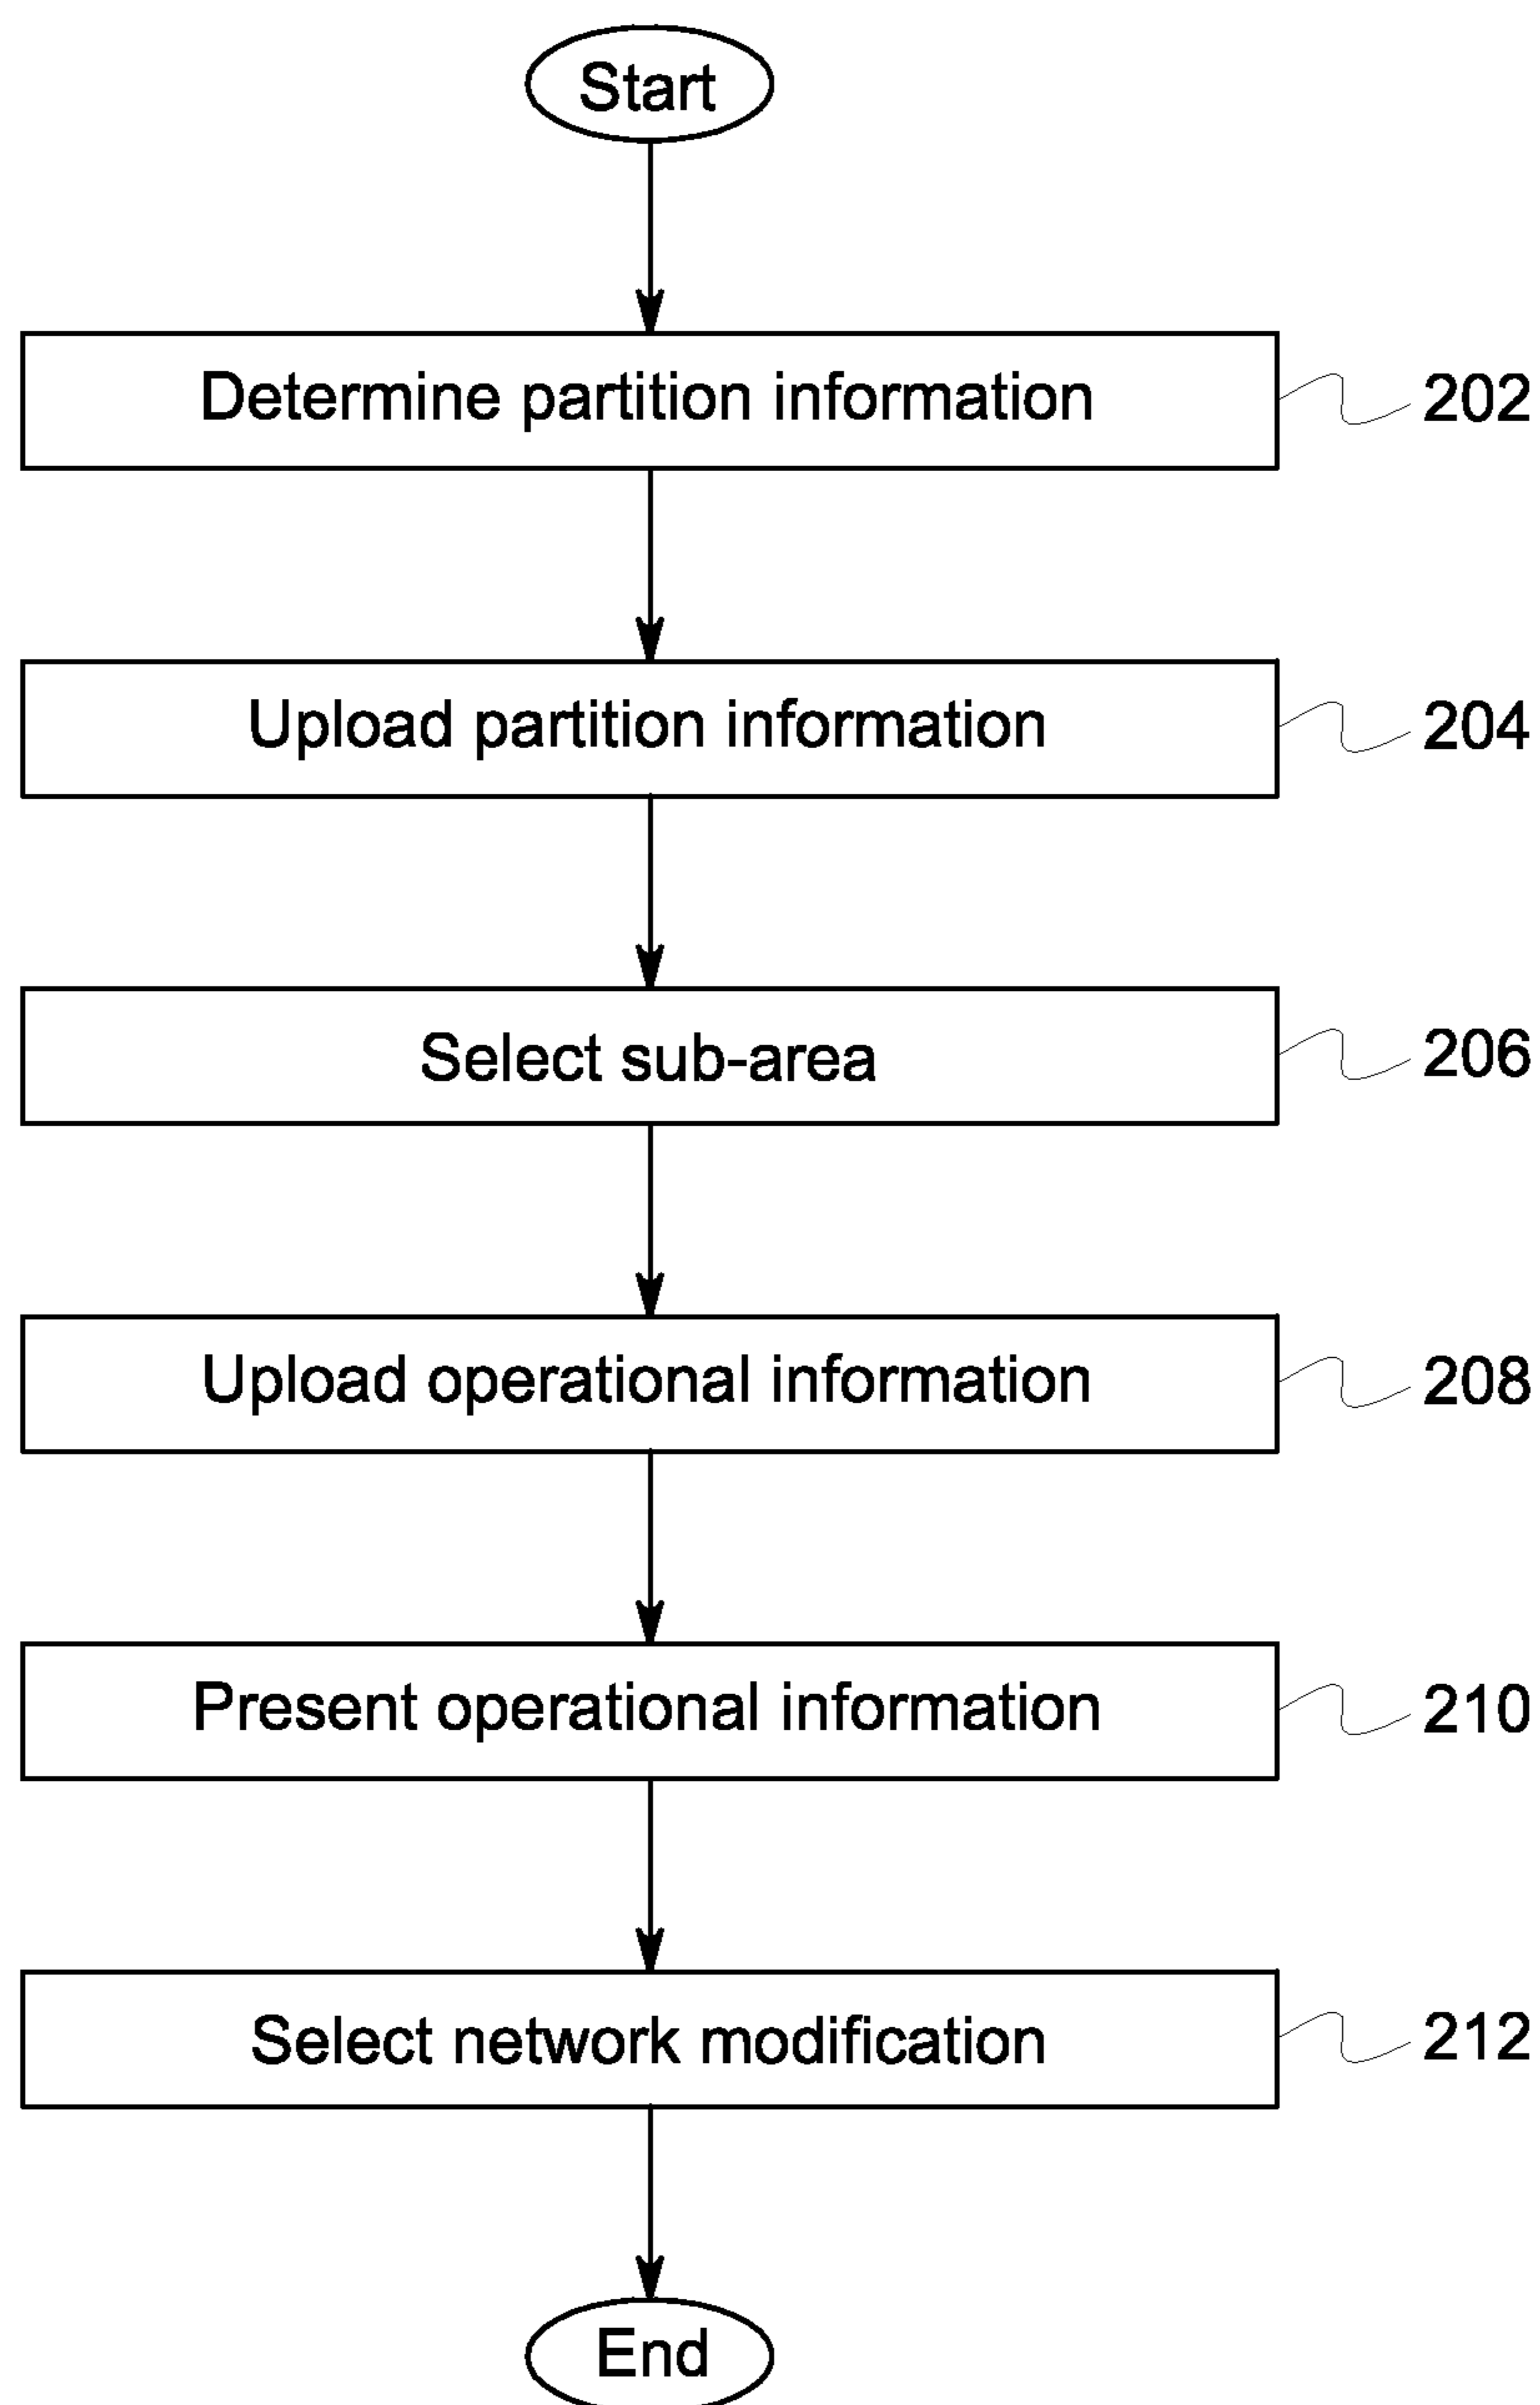 Start
Determine partition information
202
Upload partition information
204
Select sub-area
206
Upload operational information
208
Present operational information
210
Select network modification
212
End